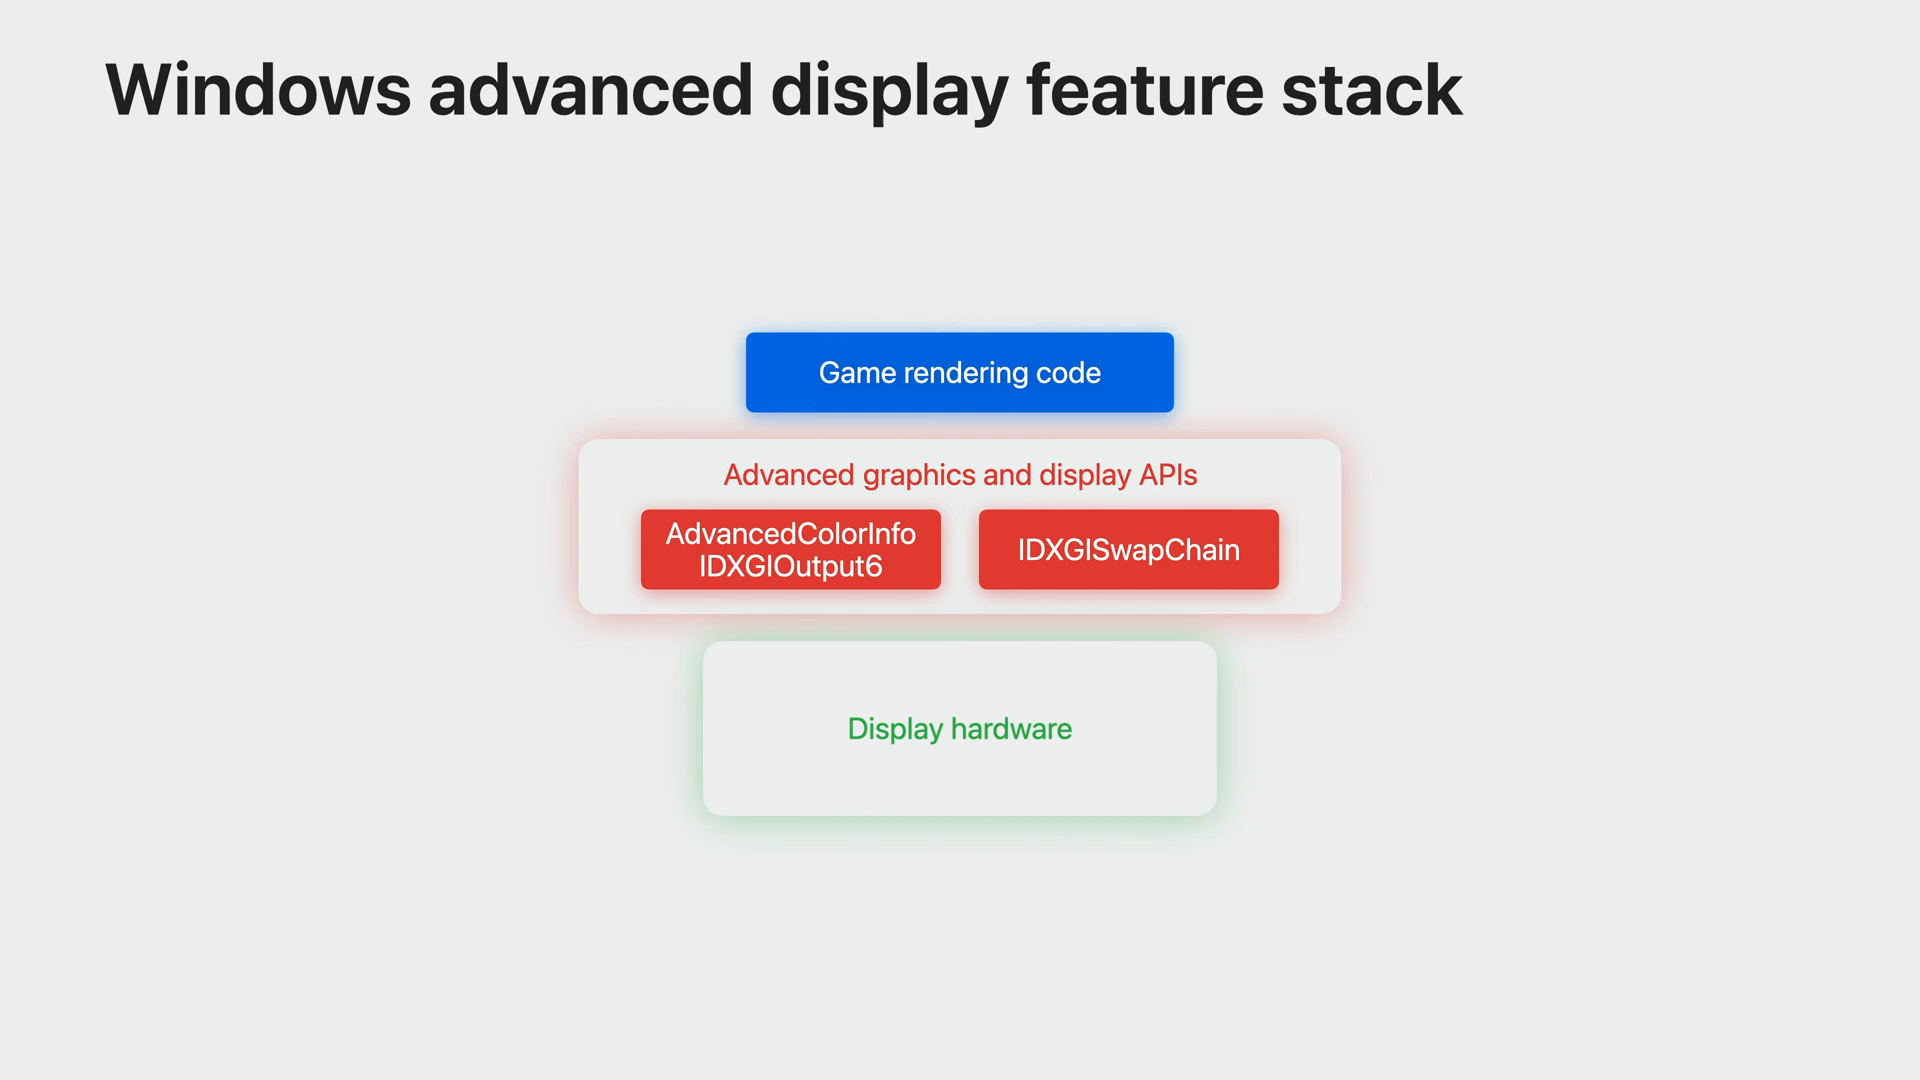 Windows advanced display feature stack
Game rendering code
Advanced graphics and display APIs
AdvancedColorInfo
IDXGIOutput6
IDXGISwapChain
Display hardware